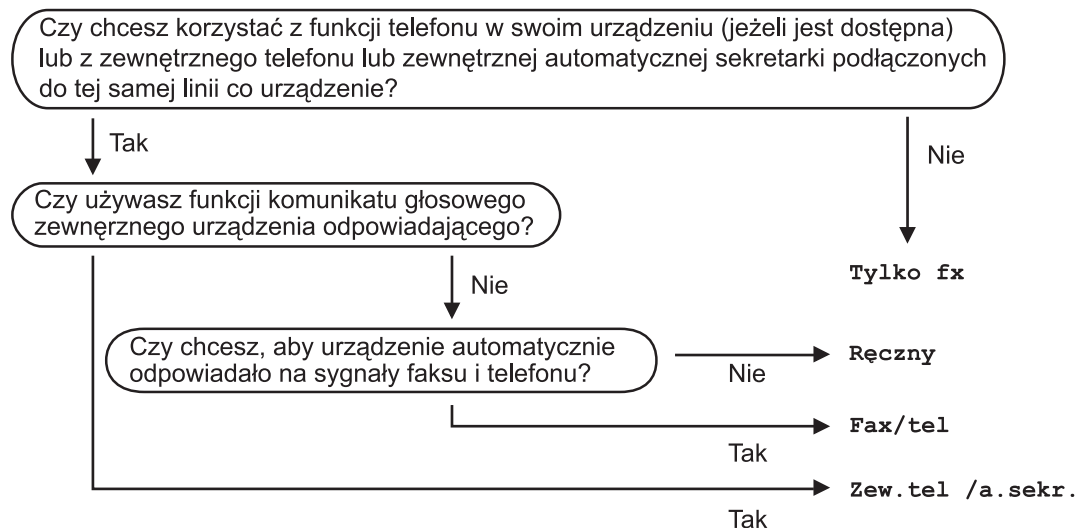 Czy chcesz korzystać z funkcji telefonu w swoim urządzeniu (jeżeli jest dostępna)
lub z zewnętrznego telefonu lub zewnętrznej automatycznej sekretarki podłączonych
do tej samej linii co urządzenie?
Tak
Nie
Czy używasz funkcji komunikatu głosowego
zewnęrznego urządzenia odpowiadającego?
Tylko fx
Nie
Czy chcesz, aby urządzenie automatycznie
odpowiadało na sygnały faksu i telefonu?
Nie
Ręczny
Fax/tel
Tak
Zew.tel /a.sekr.
Tak